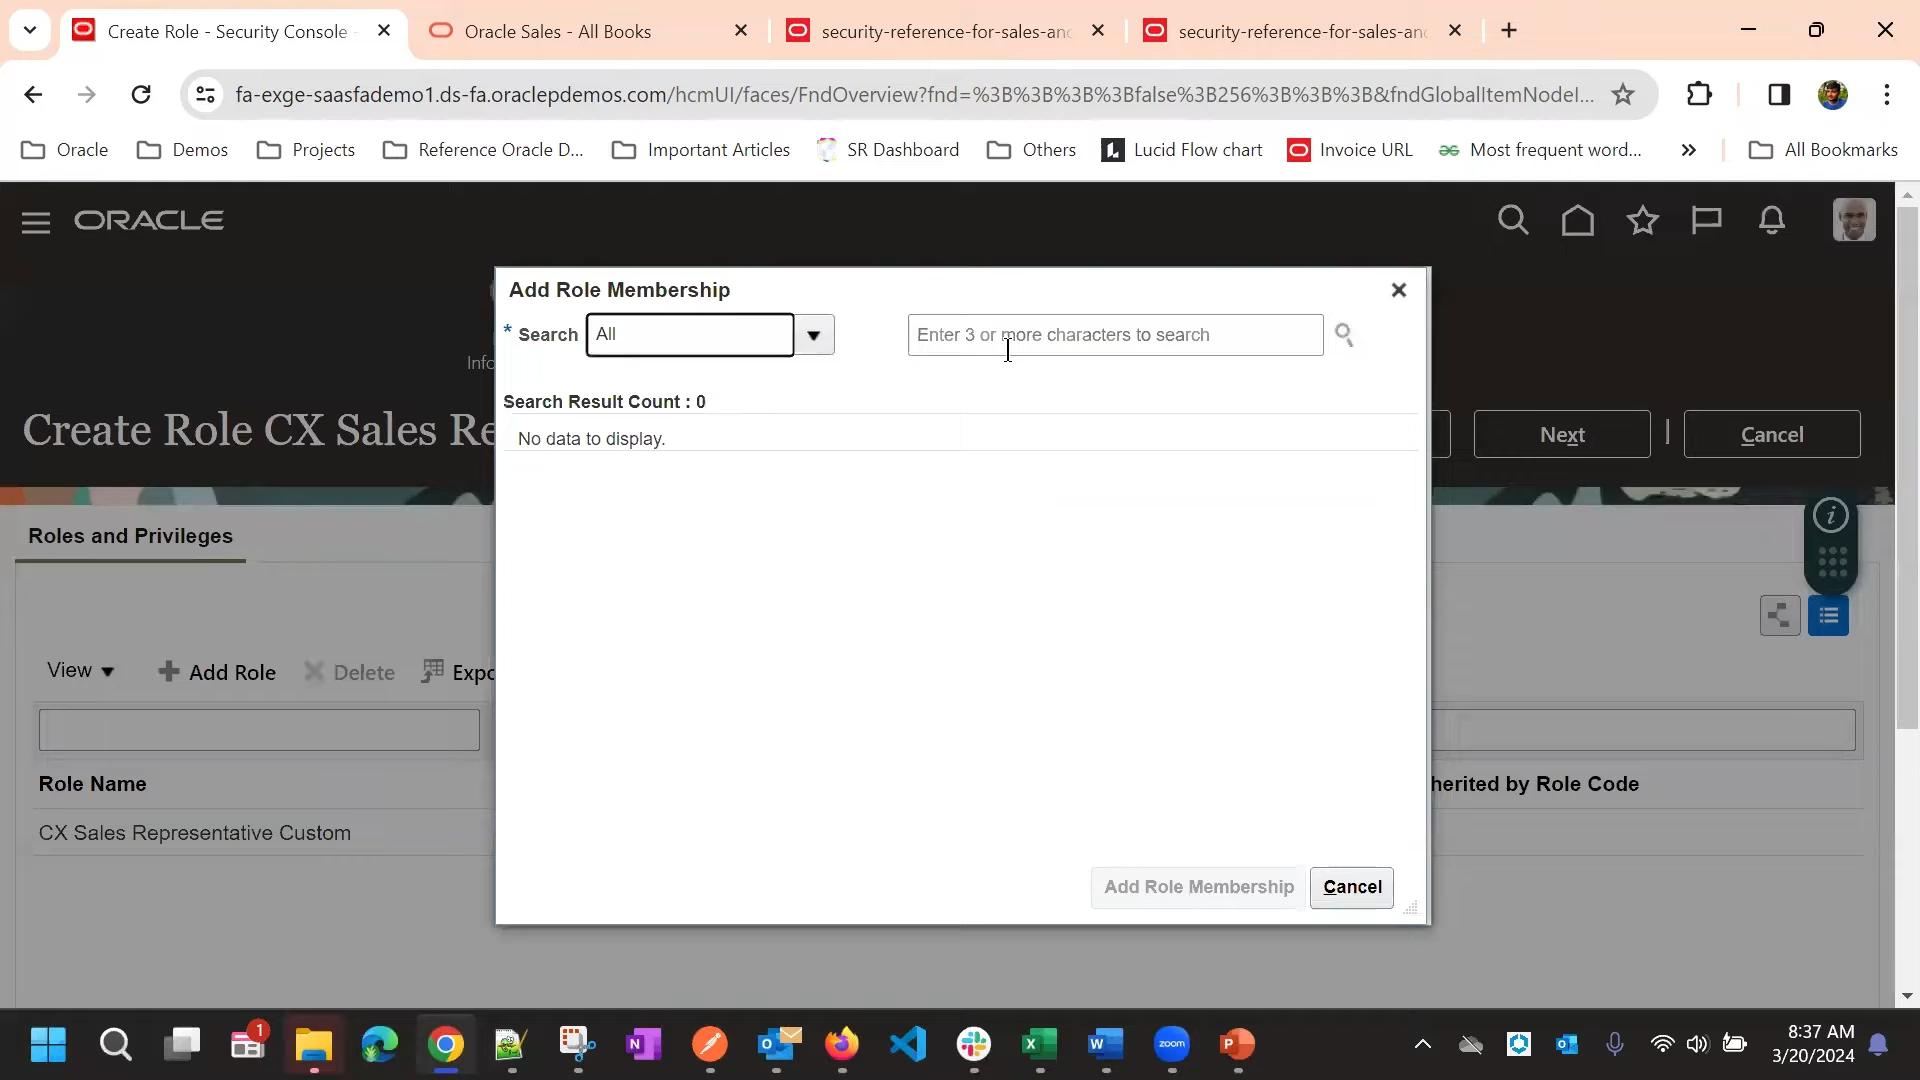 Create Role - Security Console -
Oracle Sales - All Books
security-reference-for-sales-and
security-reference-for-sales-and
fa-exge-saasfademo1.ds-fa.oraclepdemos.com/hcmUI/faces/FndOverview?fnd=%3B%3B%3B%3Bfalse%3B256%3B%3B%3B&fndGlobalItemNodeI...
Oracle
Demos
Projects
Reference Oracle D...
Important Articles
SR Dashboard
Others
Lucid Flow chart
Invoice URL
Most frequent word...
All Bookmarks
ORACLE
Add Role Membership
* Search All
Enter 3 or more characters to search
Info
Search Result Count : 0
No data to display.
Create Role CX Sales Re
Next
Cancel
Roles and Privileges
View
Add Role
Delete
Expo
Role Name
herited by Role Code
CX Sales Representative Custom
Add Role Membership
Cancel
1
zoom
8:37 AM
3/20/2024